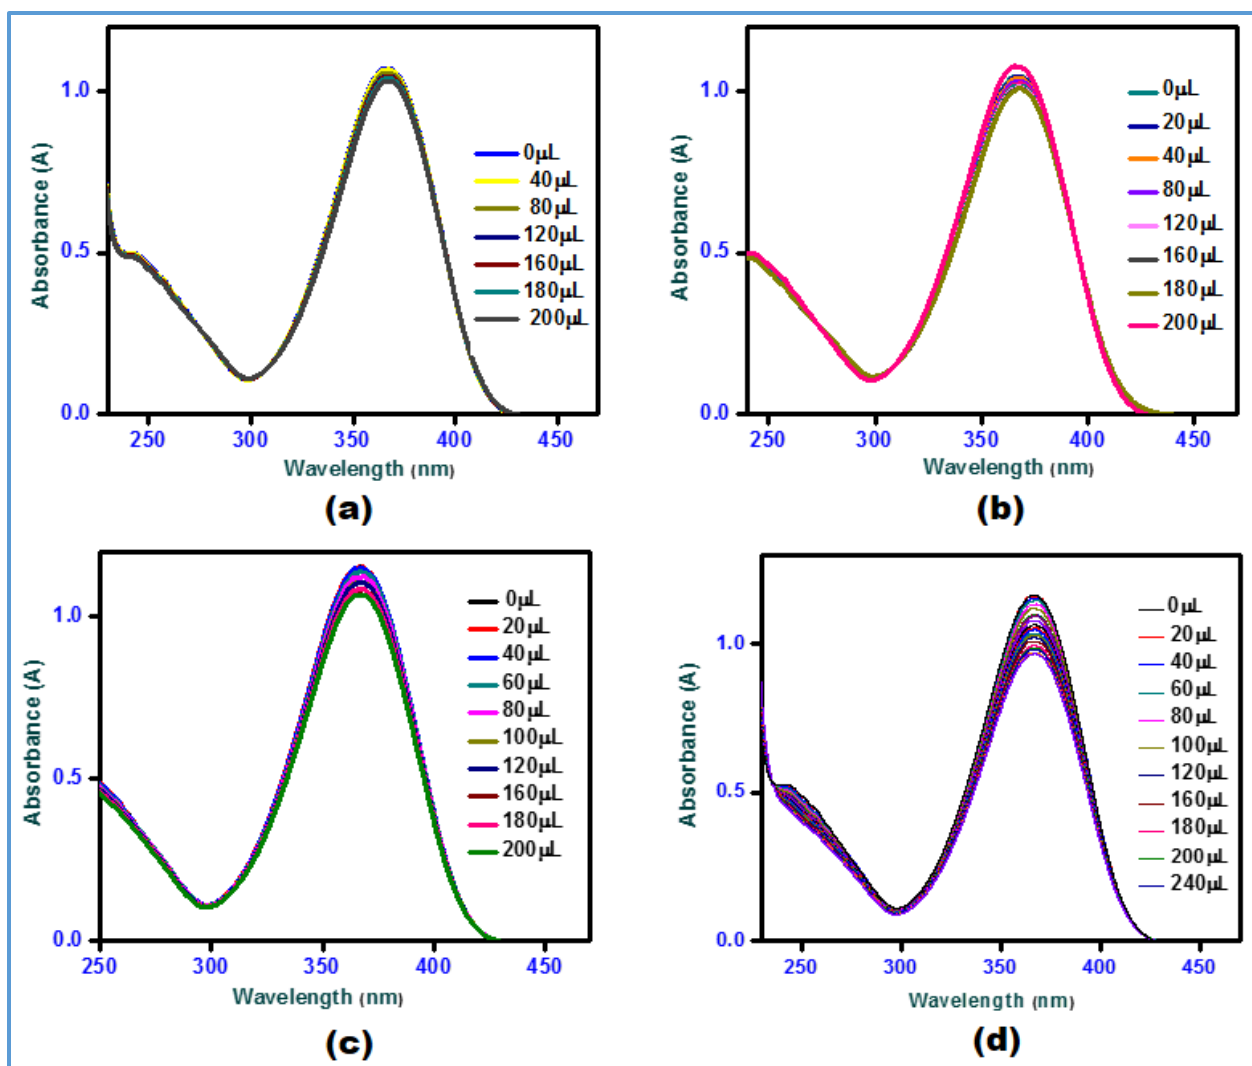 1.0
0.5
0.0
Absorbance (A)
0µL
40µL
80µL
120µL
160µL
180µL
200µL
250
300
350
400
450
Wavelength (nm)
(a)
1.0
0.5
0.0
Absorbance (A)
0µL
20µL
40µL
80µL
120µL
160µL
180µL
200µL
250
300
350
400
450
Wavelength (nm)
(b)
1.0
0.5
0.0
Absorbance (A)
0µL
20µL
40µL
60µL
80µL
100µL
120µL
160µL
180µL
200µL
250
300
350
400
450
Wavelength (nm)
(c)
1.0
0.5
0.0
Absorbance (A)
0µL
20µL
40µL
60µL
80µL
100µL
120µL
160µL
180µL
200µL
240µL
250
300
350
400
450
Wavelength (nm)
(d)